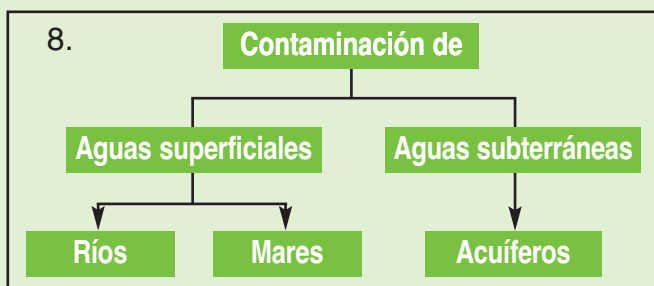 8.
Contaminación de
Aguas superficiales
Aguas subterráneas
Ríos
Mares
Acuíferos